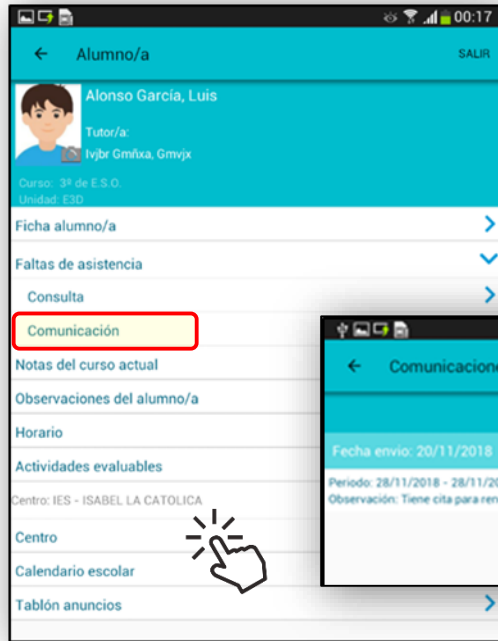 00:17
Alumno/a
SALIR
Alonso García, Luis
Tutor/a:
Ivjbr Gmñxa, Gmvjx
Curso: 3º de E.S.O.
Unidad: E3D
Ficha alumno/a
Faltas de asistencia
Consulta
Comunicación
Notas del curso actual
Observaciones del alumno/a
Horario
Actividades evaluables
Centro: IES - ISABEL LA CATOLICA
Centro
Calendario escolar
Tablón anuncios
Comunicacione
Fecha envio: 20/11/2018
Periodo: 28/11/2018 - 28/11/20
Observación: Tiene cita para ren